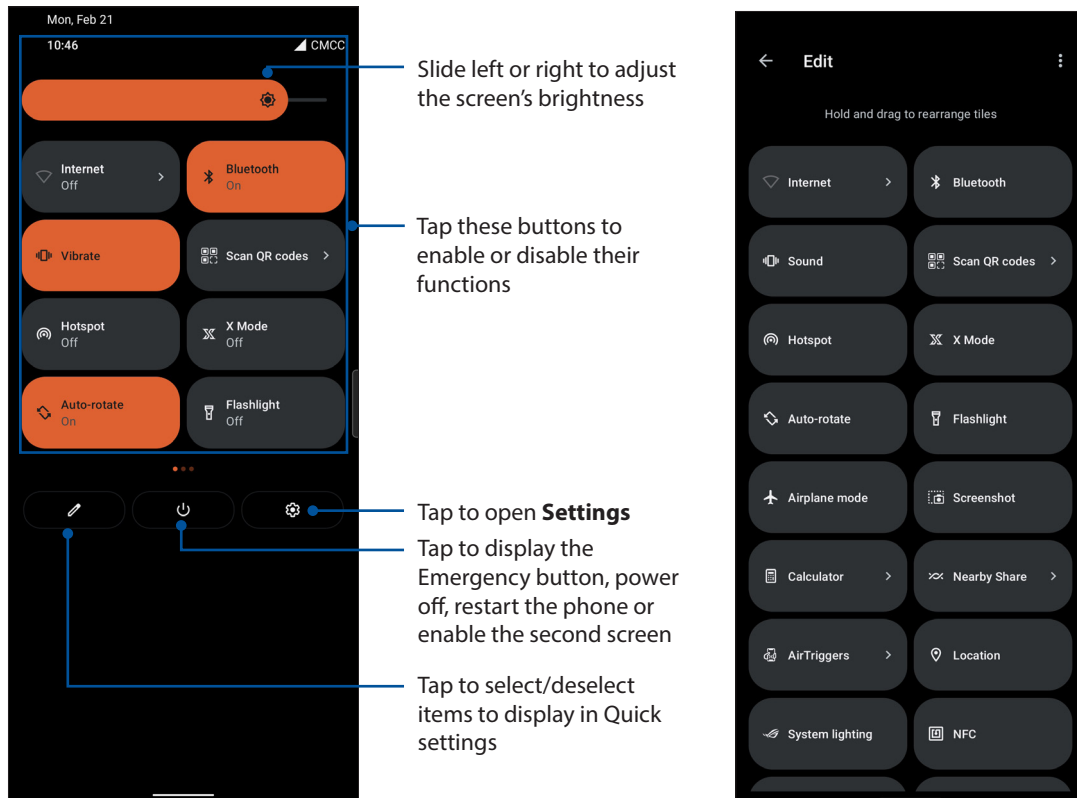 Mon, Feb 21
10:46
CMCC
Slide left or right to adjust
the screen's brightness
Internet
Off
Bluetooth
On
Vibrate
Scan QR codes
Tap these buttons to
enable or disable their
functions
Hotspot
Off
X Mode
Off
Auto-rotate
On
Flashlight
Off
Tap to open Settings
Tap to display the
Emergency button, power
off, restart the phone or
enable the second screen
Tap to select/deselect
items to display in Quick
settings
Edit
Hold and drag to rearrange tiles
Internet
Bluetooth
Sound
Scan QR codes
Hotspot
X Mode
Auto-rotate
Flashlight
Airplane mode
Screenshot
Calculator
Nearby Share
AirTriggers
Location
System lighting
NFC